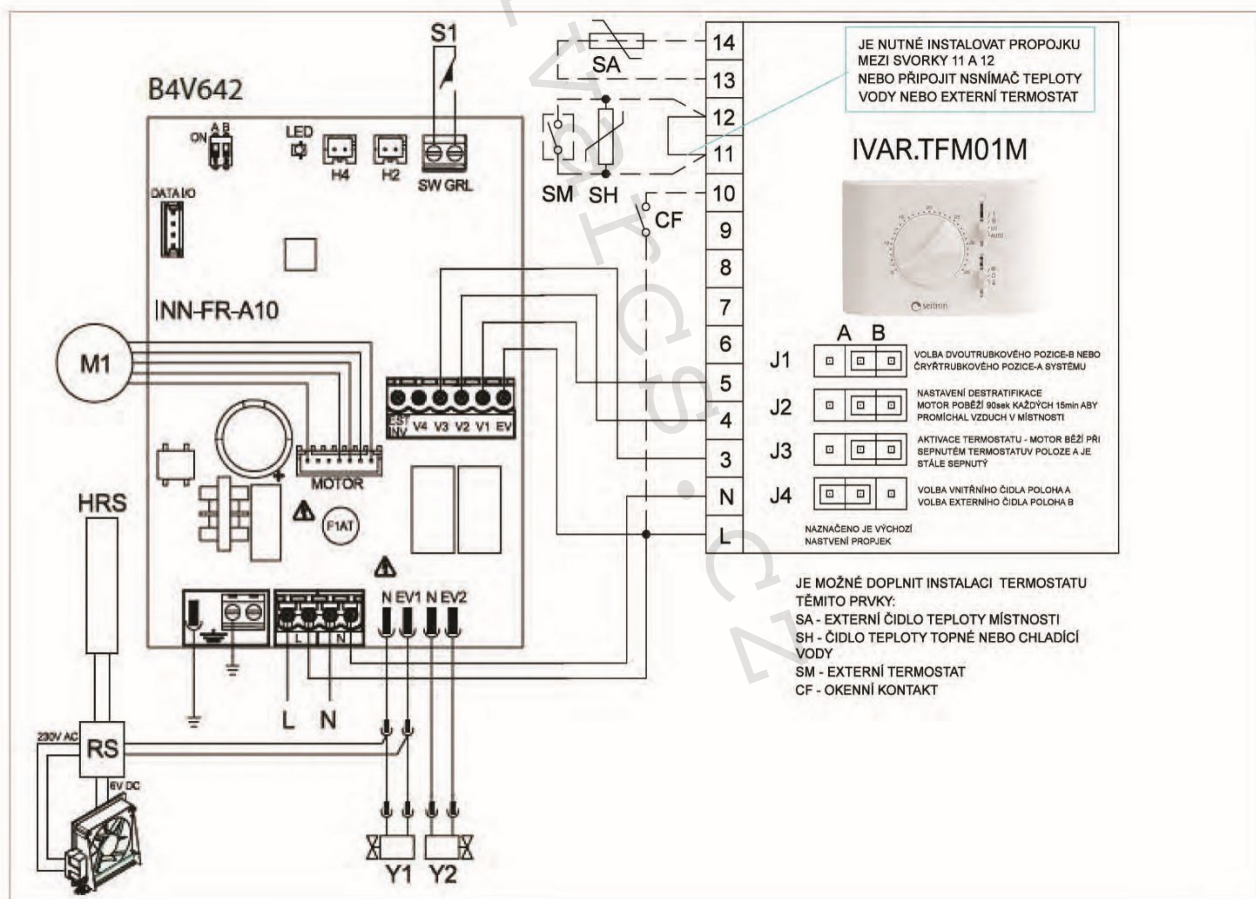 S1
B4V642
A B
ON
LED
H4
H2
SW GRL
DATA I/O
INN-FR-A10
M1
EST INV V4 V3 V2 V1 EV
MOTOR
F1AT
HRS
N EV1 N EV2
L N
L N
230V AC
RS
6V DC
Y1 Y2
SA
SM SH
CF
14
13
12
11
10
9
8
7
6
5
4
3
N
L
JE NUTNÉ INSTALOVAT PROPOJKU
MEZI SVORKY 11 A 12
NEBO PŘIPOJIT NSNÍMAČ TEPLOTY
VODY NEBO EXTERNÍ TERMOSTAT
IVAR.TFM01M
seitron
A B
J1
VOLBA DVOUTRUBKOVÉHO POZICE-B NEBO
ČRYŘTRUBKOVÉHO POZICE-A SYSTÉMU
J2
NASTAVENÍ DESTRATIFIKACE
MOTOR POBĚŽÍ 90sek KAŽDÝCH 15min ABY
PROMÍCHAL VZDUCH V MÍSTNOSTI
J3
AKTIVACE TERMOSTATU - MOTOR BĚŽÍ PŘI
SEPNUTÉM TERMOSTATUV POLOZE A JE
STÁLE SEPNUTÝ
J4
VOLBA VNITŘNÍHO ČIDLA POLOHA A
VOLBA EXTERNÍHO ČIDLA POLOHA B
NAZNAČENO JE VÝCHOZÍ
NASTVENÍ PROPJEK
JE MOŽNÉ DOPLNIT INSTALACI TERMOSTATU
TĚMITO PRVKY:
SA - EXTERNÍ ČIDLO TEPLOTY MÍSTNOSTI
SH - ČIDLO TEPLOTY TOPNÉ NEBO CHLADÍCÍ
VODY
SM - EXTERNÍ TERMOSTAT
CF - OKENNÍ KONTAKT